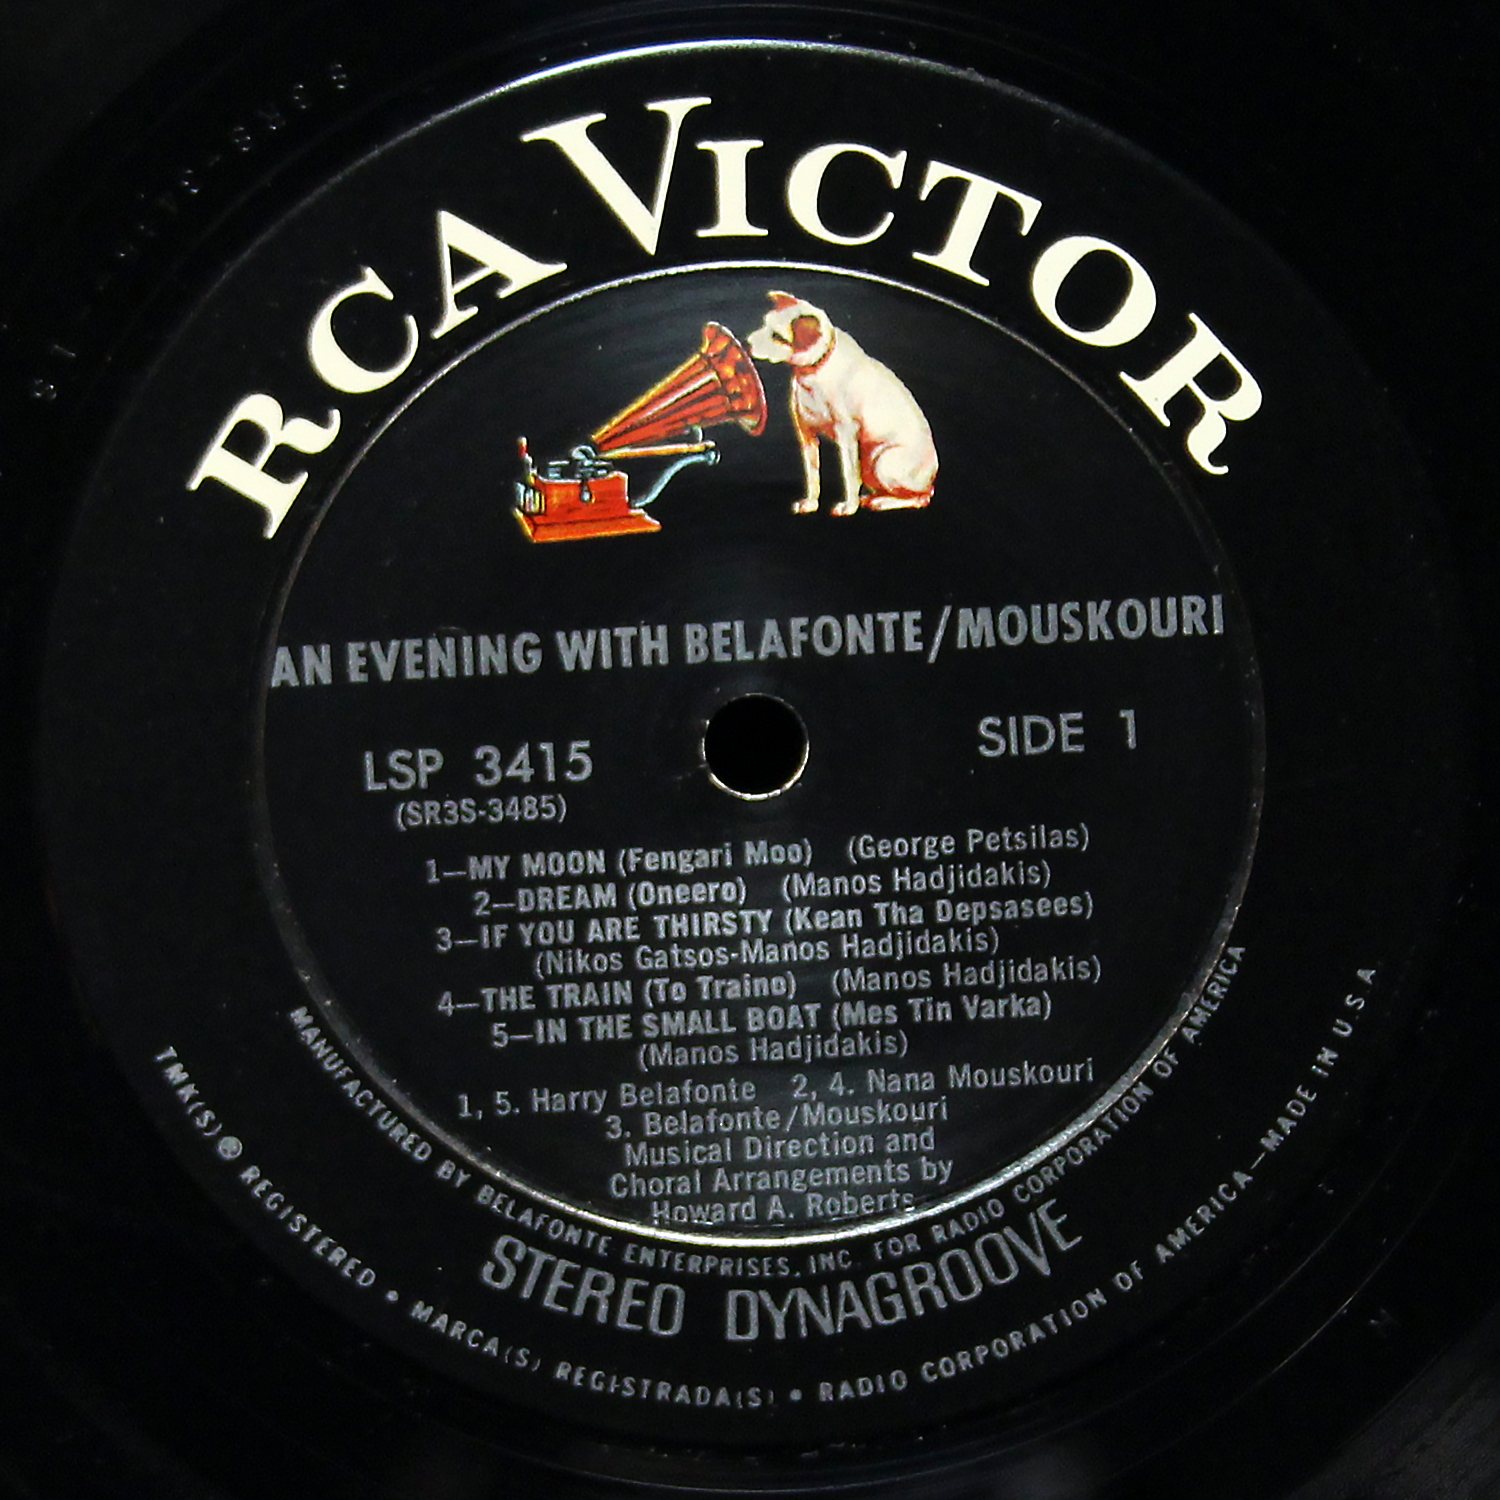 RCA VICTOR
AN EVENING WITH BELAFONTE/MOUSKOURI
LSP 3415
SIDE 1
(SR3S-3485)
1—MY MOON (Fengari Moo) (George Petsilas)
2—DREAM (Oneero) (Manos Hadjidakis)
3—IF YOU ARE THIRSTY (Kean Tha Depsasees)
(Nikos Gatsos-Manos Hadjidakis)
4—THE TRAIN (To Traino) (Manos Hadjidakis)
5—IN THE SMALL BOAT (Mes Tin Varka)
(Manos Hadjidakis)
1, 5. Harry Belafonte 2, 4. Nana Mouskouri
3. Belafonte/Mouskouri
Musical Direction and
Choral Arrangements by
Howard A. Roberts
MANUFACTURED BY BELAFONTE ENTERPRISES, INC. FOR RADIO CORPORATION OF AMERICA
STEREO DYNAGROOVE
TMK(S) ® REGISTERED • MARCA(S) REGISTRADA(S) • RADIO CORPORATION OF AMERICA—MADE IN U.S.A